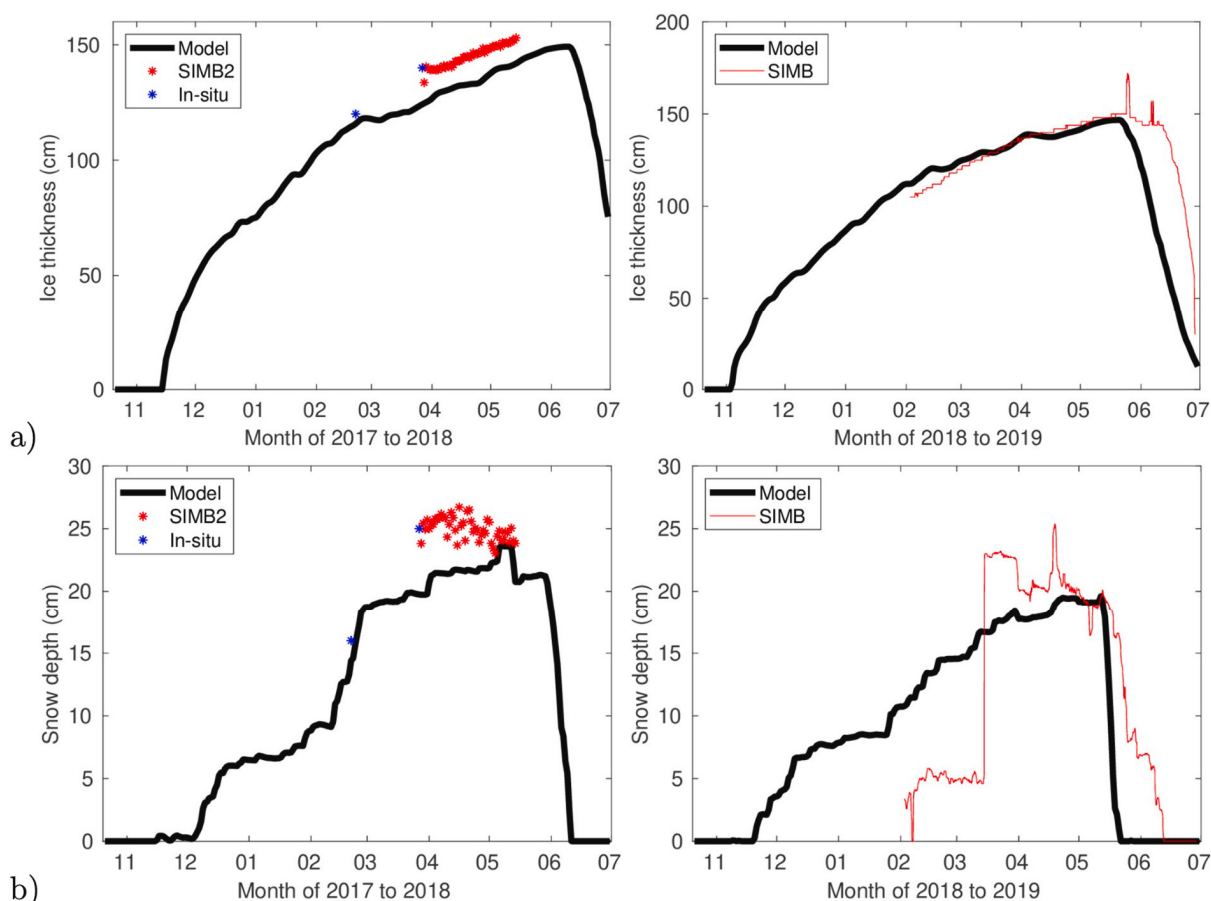 Ice thickness (cm)
150
100
50
0
Model
SIMB2
In-situ
11 12 01 02 03 04 05 06 07
Month of 2017 to 2018
Ice thickness (cm)
200
150
100
50
0
Model
SIMB
11 12 01 02 03 04 05 06 07
Month of 2018 to 2019
a)
Snow depth (cm)
30
25
20
15
10
5
0
Model
SIMB2
In-situ
11 12 01 02 03 04 05 06 07
Month of 2017 to 2018
Snow depth (cm)
30
25
20
15
10
5
0
Model
SIMB
11 12 01 02 03 04 05 06 07
Month of 2018 to 2019
b)